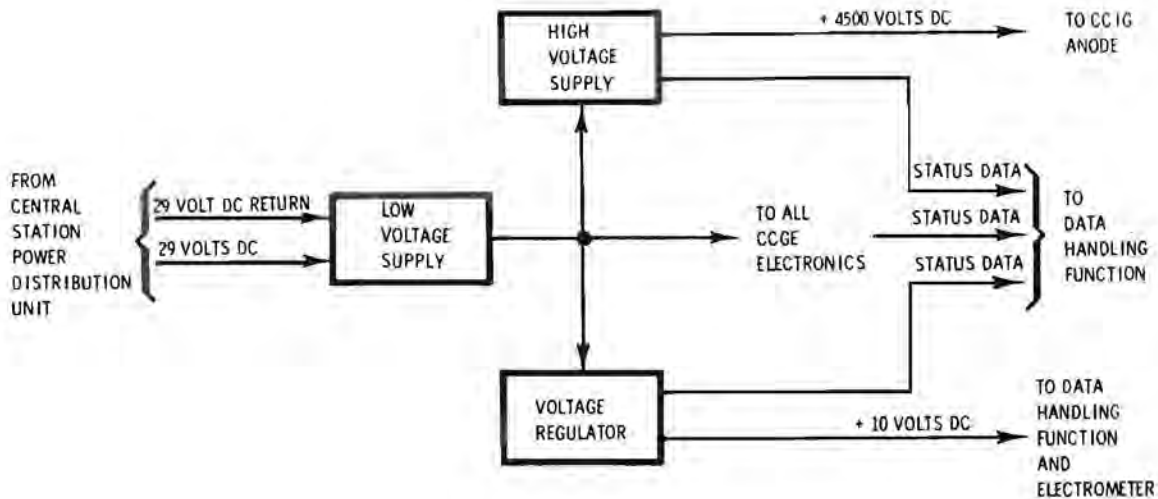 HIGH
VOLTAGE
SUPPLY
+ 4500 VOLTS DC
TO CCIG
ANODE
FROM
CENTRAL
STATION
POWER
DISTRIBUTION
UNIT
29 VOLT DC RETURN
29 VOLTS DC
LOW
VOLTAGE
SUPPLY
TO ALL
CCGE
ELECTRONICS
STATUS DATA
STATUS DATA
STATUS DATA
TO
DATA
HANDLING
FUNCTION
VOLTAGE
REGULATOR
+ 10 VOLTS DC
TO DATA
HANDLING
FUNCTION
AND
ELECTROMETER